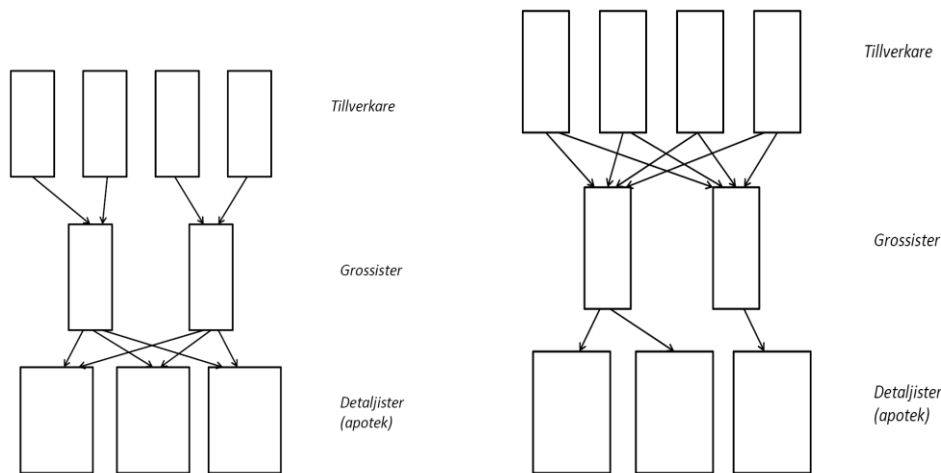 Tillverkare
Grossister
Detaljister
(apotek)
Tillverkare
Grossister
Detaljister
(apotek)